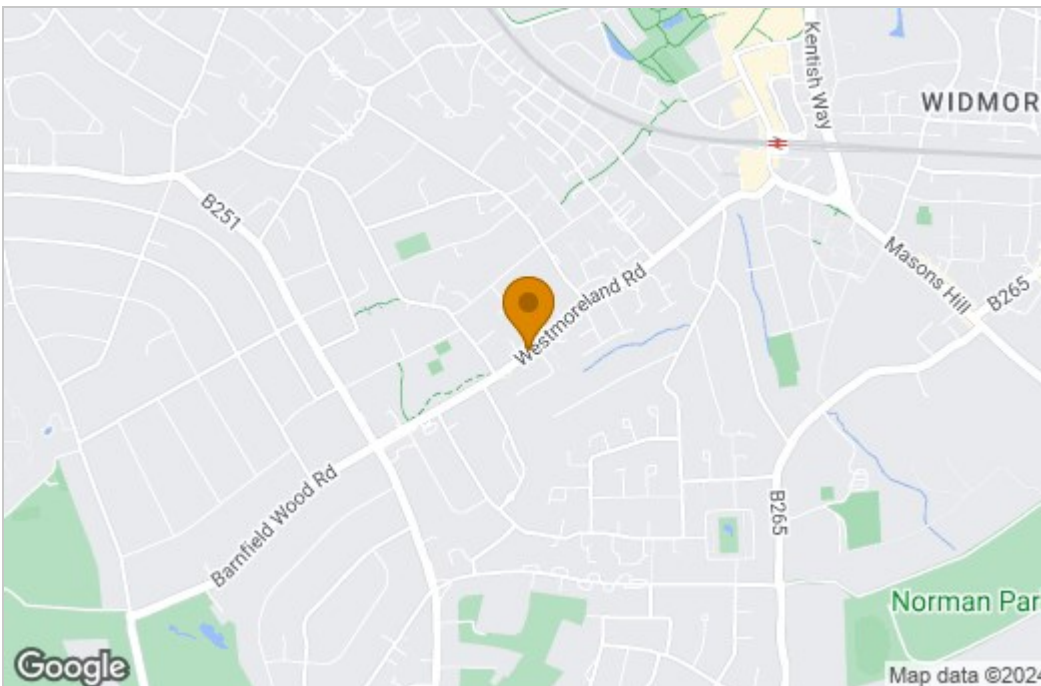 Kentish Way
WIDMOR
B251
Masons Hill
B265
Westmoreland Rd
Barnfield Wood Rd
B265
Norman Par
Google
Map data ©2024